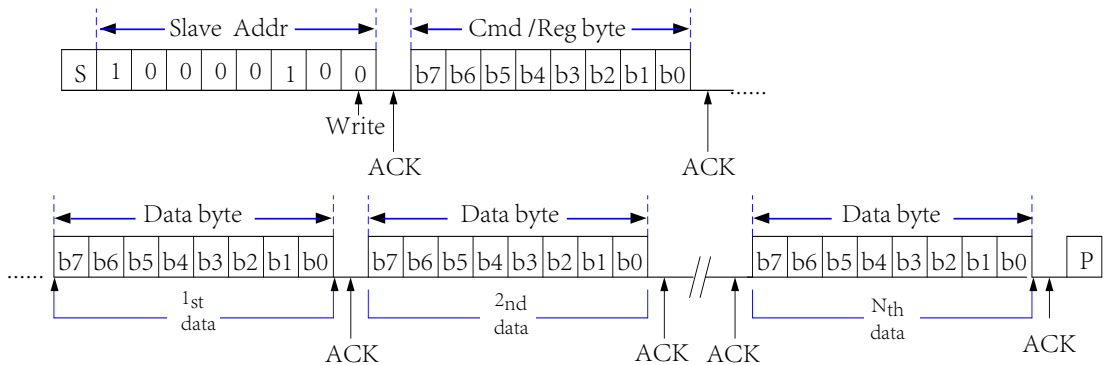 Slave Addr Cmd /Reg byte
S 1 0 0 0 0 1 0 0 b7 b6 b5 b4 b3 b2 b1 b0
......
Write
ACK ACK
Data byte Data byte Data byte
...... b7 b6 b5 b4 b3 b2 b1 b0 b7 b6 b5 b4 b3 b2 b1 b0 // b7 b6 b5 b4 b3 b2 b1 b0 P
1st 2nd Nth
data data data
ACK ACK ACK ACK